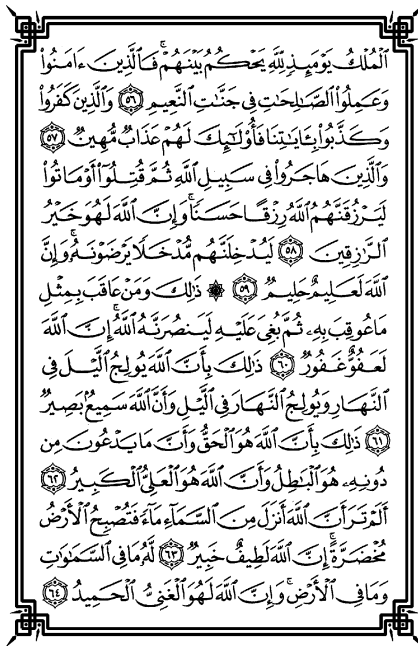 ٱلْمُلْكُ يَوْمَئِذٍ لِّلَّهِ يَحْكُمُ بَيْنَهُمْ ۚ فَٱلَّذِينَ ءَامَنُوا۟
وَعَمِلُوا۟ ٱلصَّـٰلِحَـٰتِ فِى جَنَّـٰتِ ٱلنَّعِيمِ ٥٦ وَٱلَّذِينَ كَفَرُوا۟
وَكَذَّبُوا۟ بِـَٔايَـٰتِنَا فَأُو۟لَـٰٓئِكَ لَهُمْ عَذَابٌ مُّهِينٌ ٥٧
وَٱلَّذِينَ هَاجَرُوا۟ فِى سَبِيلِ ٱللَّهِ ثُمَّ قُتِلُوٓا۟ أَوْ مَاتُوا۟
لَيَرْزُقَنَّهُمُ ٱللَّهُ رِزْقًا حَسَنًا ۚ وَإِنَّ ٱللَّهَ لَهُوَ خَيْرُ
ٱلرَّٰزِقِينَ ٥٨ لَيُدْخِلَنَّهُم مُّدْخَلًا يَرْضَوْنَهُۥ ۗ وَإِنَّ
ٱللَّهَ لَعَلِيمٌ حَلِيمٌ ٥٩ ۞ ذَٰلِكَ وَمَنْ عَاقَبَ بِمِثْلِ
مَا عُوقِبَ بِهِۦ ثُمَّ بُغِىَ عَلَيْهِ لَيَنصُرَنَّهُ ٱللَّهُ ۗ إِنَّ ٱللَّهَ
لَعَفُوٌّ غَفُورٌ ٦٠ ذَٰلِكَ بِأَنَّ ٱللَّهَ يُولِجُ ٱلَّيْلَ فِى
ٱلنَّهَارِ وَيُولِجُ ٱلنَّهَارَ فِى ٱلَّيْلِ وَأَنَّ ٱللَّهَ سَمِيعٌۢ بَصِيرٌ
٦١ ذَٰلِكَ بِأَنَّ ٱللَّهَ هُوَ ٱلْحَقُّ وَأَنَّ مَا يَدْعُونَ مِن
دُونِهِۦ هُوَ ٱلْبَـٰطِلُ وَأَنَّ ٱللَّهَ هُوَ ٱلْعَلِىُّ ٱلْكَبِيرُ ٦٢
أَلَمْ تَرَ أَنَّ ٱللَّهَ أَنزَلَ مِنَ ٱلسَّمَآءِ مَآءً فَتُصْبِحُ ٱلْأَرْضُ
مُخْضَرَّةً ۗ إِنَّ ٱللَّهَ لَطِيفٌ خَبِيرٌ ٦٣ لَّهُۥ مَا فِى ٱلسَّمَـٰوَٰتِ
وَمَا فِى ٱلْأَرْضِ ۗ وَإِنَّ ٱللَّهَ لَهُوَ ٱلْغَنِىُّ ٱلْحَمِيدُ ٦٤